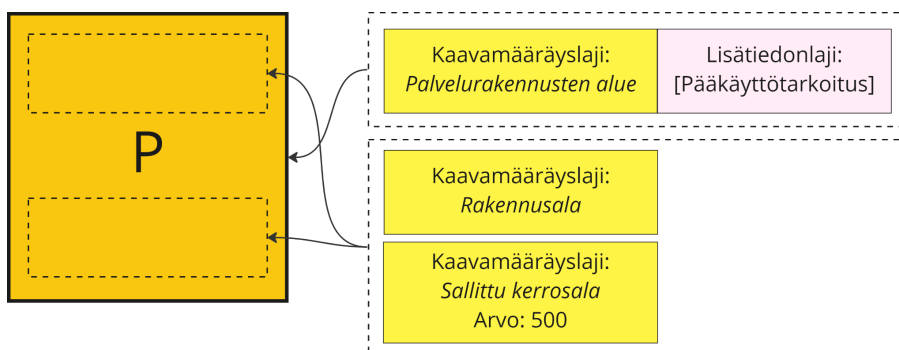 P
Kaavamääräyslaji:
Palvelurakennusten alue
Lisätiedonlaji:
[Pääkäyttötarkoitus]
Kaavamääräyslaji:
Rakennusala
Kaavamääräyslaji:
Sallittu kerrosala
Arvo: 500